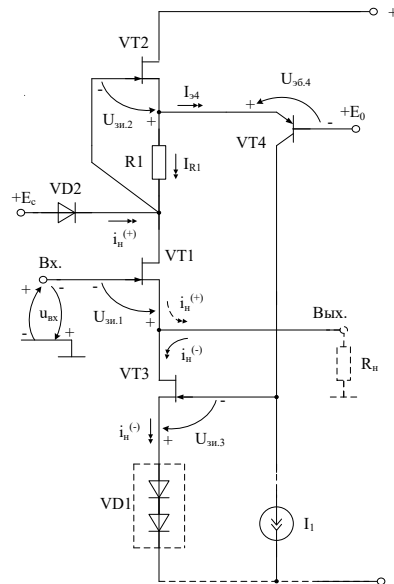 +
VT2
-
+
Uзи.2
Iэ4
+
Uэб.4
-
+E0
VT4
R1
IR1
VD2
+Ec
iн(+)
VT1
Вх.
+
-
-
Uзи.1
+
uвх
-
+
iн(+)
Вых.
iн(-)
Rн
VT3
-
iн(-)
+
Uзи.3
VD1
I1